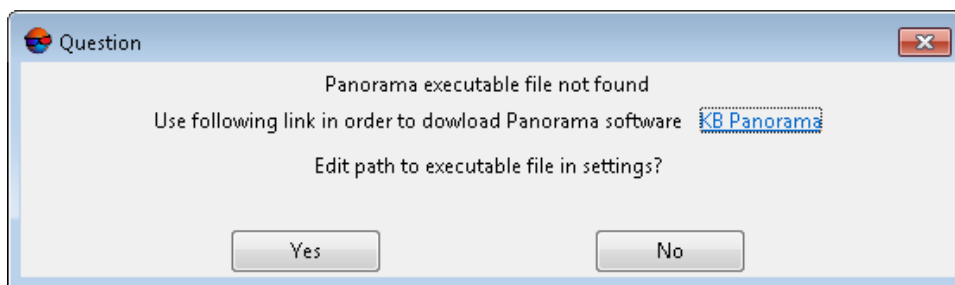 Question
Panorama executable file not found
Use following link in order to dowload Panorama software KB Panorama
Edit path to executable file in settings?
Yes No